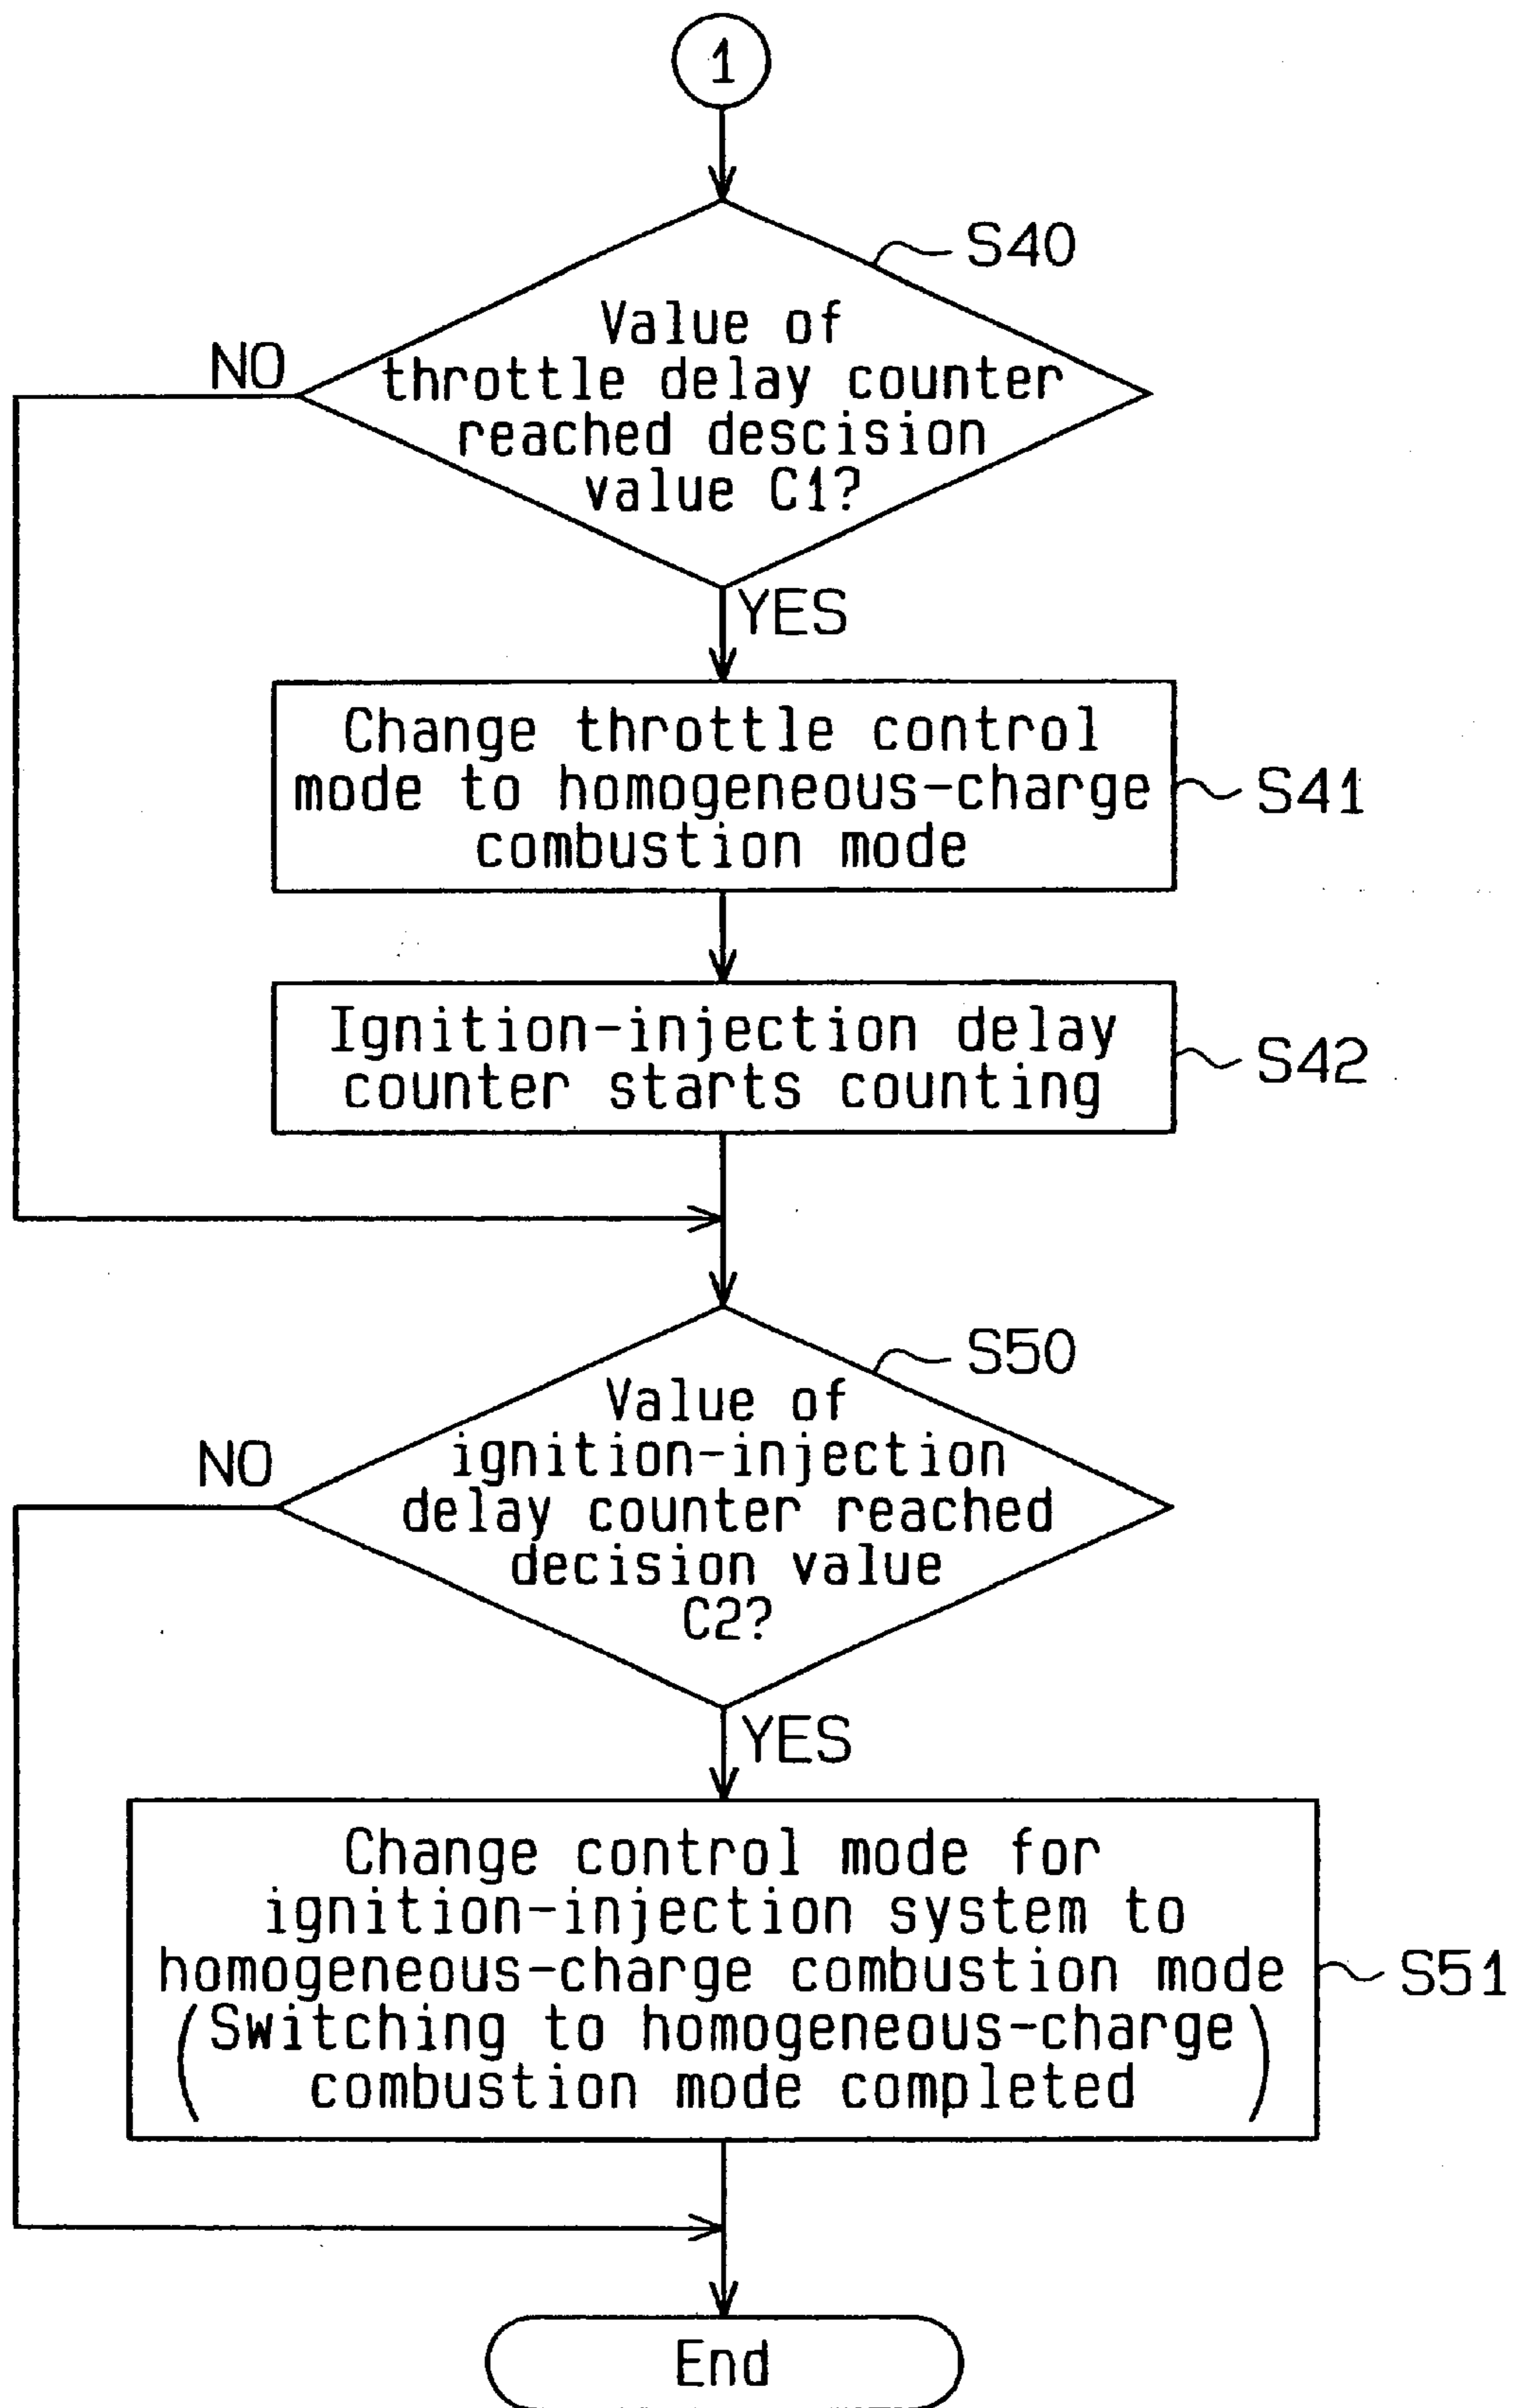 1
S40
Value of
throttle delay counter
reached descision
value C1?
NO
YES
Change throttle control
mode to homogeneous-charge
combustion mode
S41
Ignition-injection delay
counter starts counting
S42
S50
Value of
ignition-injection
delay counter reached
decision value
C2?
NO
YES
Change control mode for
ignition-injection system to
homogeneous-charge combustion mode
(Switching to homogeneous-charge
combustion mode completed)
S51
End